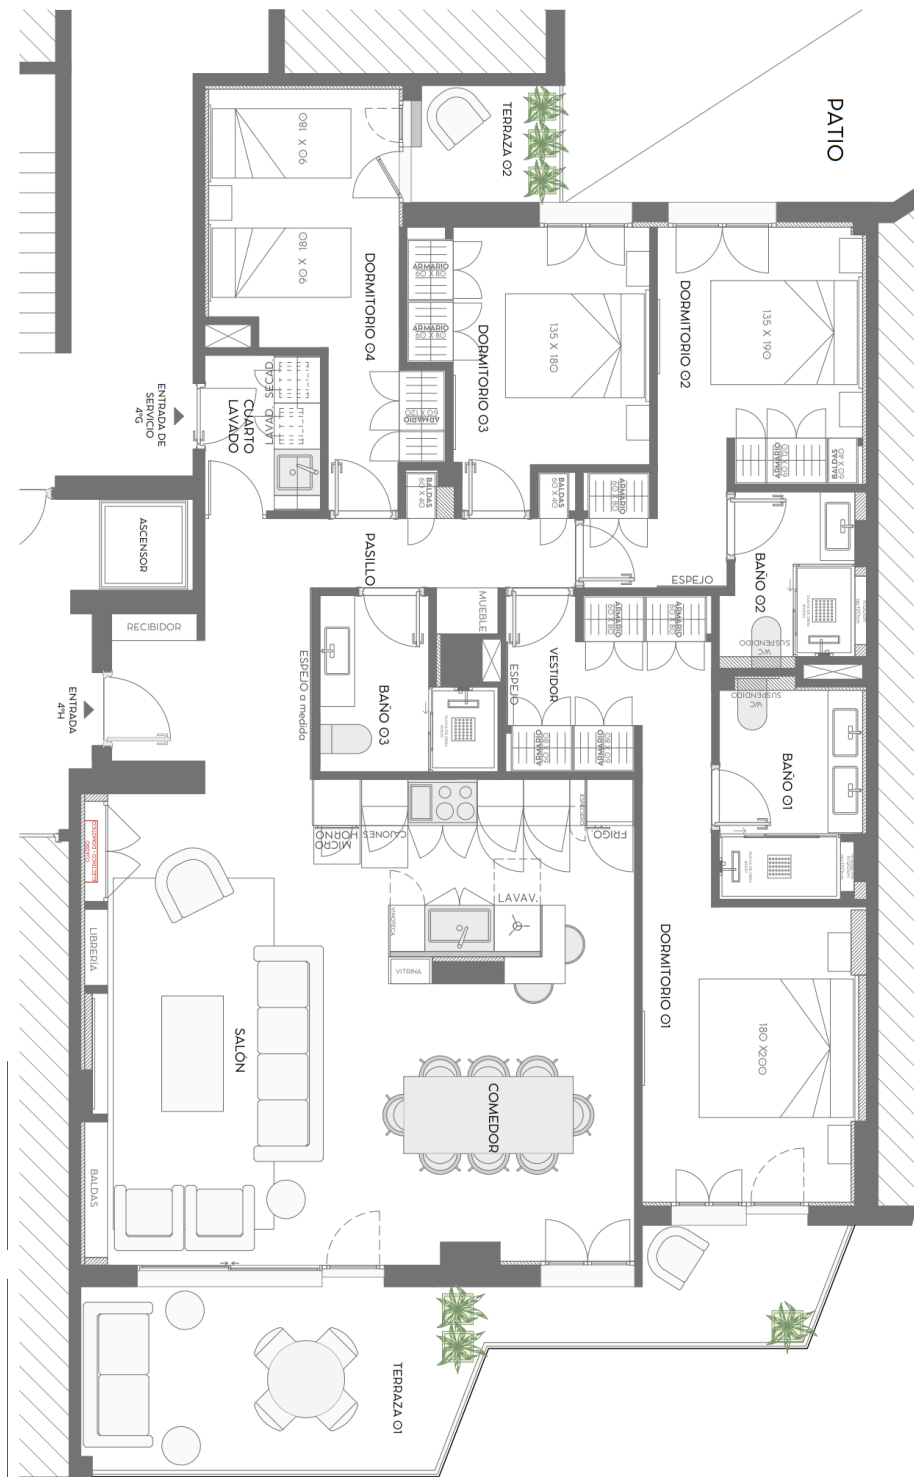 PATIO
TERRAZA 02
180 X 90
180 X 90
DORMITORIO 04
ARMARIO
60 X 80
ARMARIO
60 X 80
DORMITORIO 03
135 X 180
DORMITORIO 02
135 X 190
ARMARIO
60 X 120
ARMARIO
60 X 120
BALDAS
60 X 40
ENTRADA DE
SERVICIO
4ºG
CUARTO
LAVADO
LAVAD. SECAD.
BALDAS
60 X 40
BALDAS
60 X 40
ARMARIO
60 X 80
ASCENSOR
PASILLO
ESPEJO
BAÑO 02
WC
SUSPENDIDO
RECIBIDOR
MUEBLE
ARMARIO
60 X 80
ARMARIO
60 X 80
ENTRADA
4ºH
ESPEJO a medida
BAÑO 03
ESPEJO
VESTIDOR
WC
SUSPENDIDO
ARMARIO
60 X 80
ARMARIO
60 X 80
BAÑO 01
CUADRO
ELECTRICO - DOMOTICO
MICRO
HORNO
CAJONES
ESPECIERO
FRIGO.
LIBRERÍA
VINOTECA
LAVAV.
VITRINA
DORMITORIO 01
180 X200
SALÓN
COMEDOR
BALDAS
TERRAZA 01